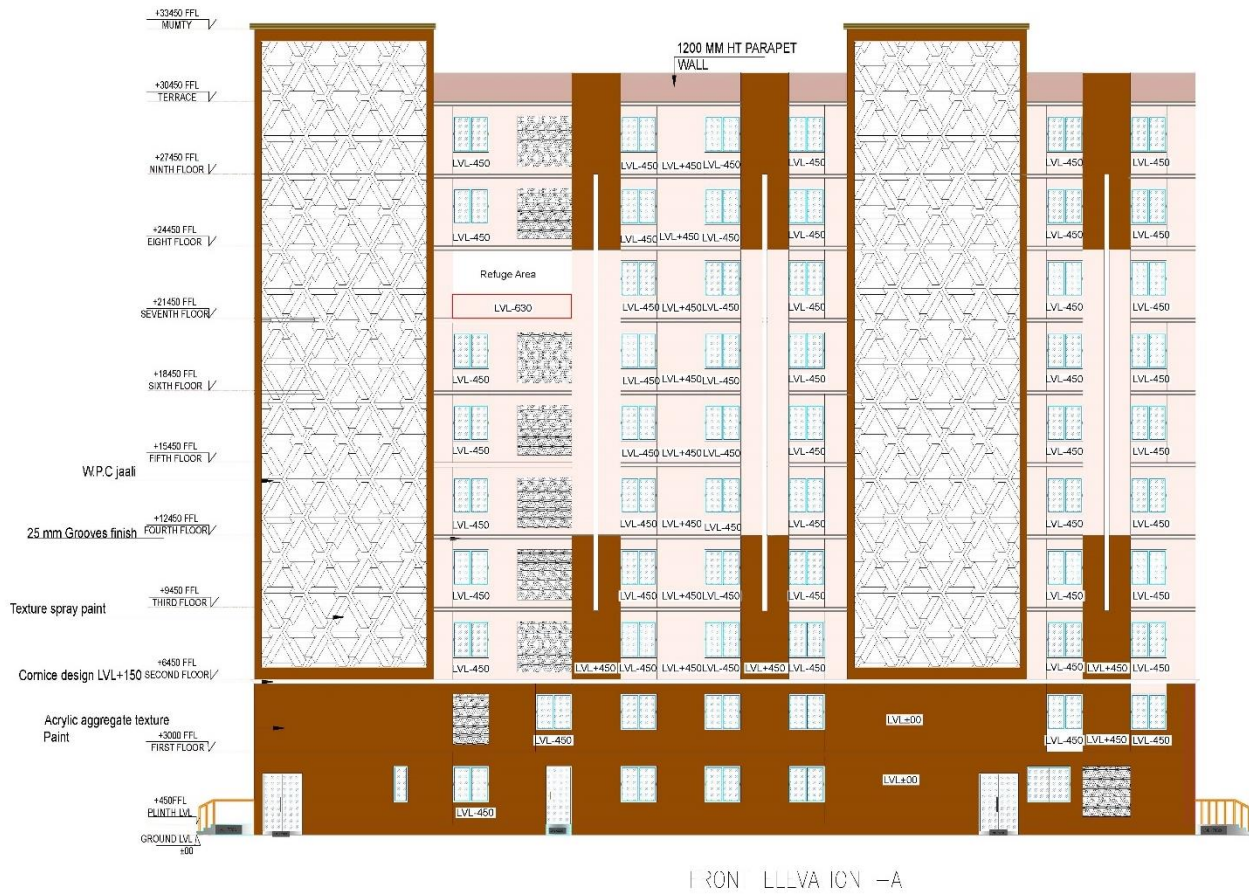 +33450 FFL
MUMTY
1200 MM HT PARAPET
WALL
+30450 FFL
TERRACE
+27450 FFL
NINTH FLOOR
LVL-450 LVL+450 LVL-450 LVL-450 LVL-450 LVL-450
LVL-450
+24450 FFL
EIGHT FLOOR
LVL-450 LVL-450 LVL+450 LVL-450 LVL-450 LVL-450 LVL-450
Refuge Area
LVL-630
+21450 FFL
SEVENTH FLOOR
LVL-450 LVL+450 LVL-450 LVL-450 LVL-450 LVL-450
+18450 FFL
SIXTH FLOOR
LVL-450 LVL-450 LVL+450 LVL-450 LVL-450 LVL-450 LVL-450
+15450 FFL
FIFTH FLOOR
LVL-450 LVL-450 LVL+450 LVL-450 LVL-450 LVL-450 LVL-450
W.P.C jaali
+12450 FFL
FOURTH FLOOR
LVL-450 LVL-450 LVL+450 LVL-450 LVL-450 LVL-450 LVL-450
25 mm Grooves finish
+9450 FFL
THIRD FLOOR
LVL-450 LVL-450 LVL+450 LVL-450 LVL-450 LVL-450 LVL-450
Texture spray paint
+6450 FFL
SECOND FLOOR
LVL-450 LVL+450 LVL-450 LVL+450 LVL-450 LVL+450 LVL-450 LVL-450 LVL+450 LVL-450
Cornice design LVL+150
Acrylic aggregate texture
Paint
+3000 FFL
FIRST FLOOR
LVL-450 LVL±00 LVL-450 LVL+450 LVL-450
+450FFL
PLINTH LVL
LVL-450 LVL±00
GROUND LVL
±00